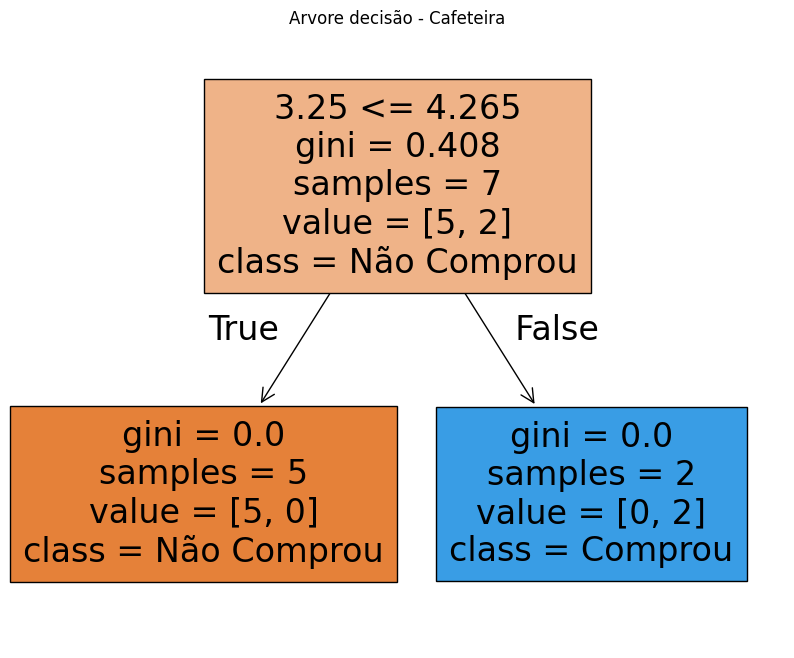 Arvore decisão - Cafeteira
3.25 <= 4.265
gini = 0.408
samples = 7
value = [5, 2]
class = Não Comprou
True
False
gini = 0.0
samples = 5
value = [5, 0]
class = Não Comprou
gini = 0.0
samples = 2
value = [0, 2]
class = Comprou